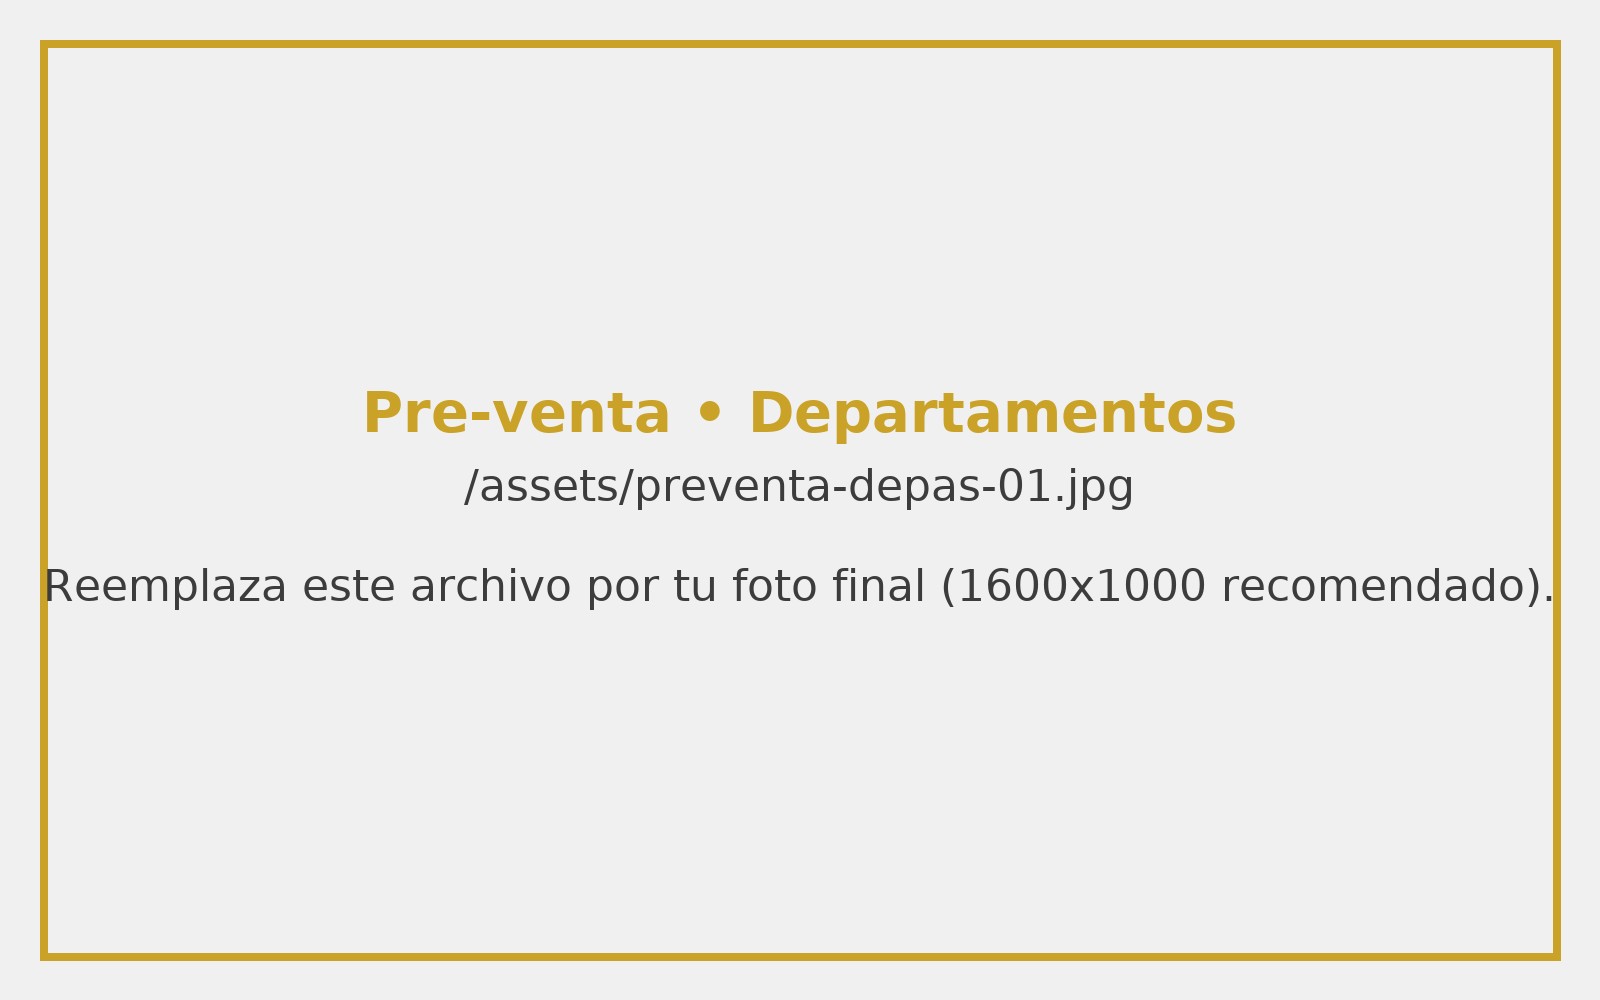 Pre-venta • Departamentos
/assets/preventa-depas-01.jpg
Reemplaza este archivo por tu foto final (1600x1000 recomendado).